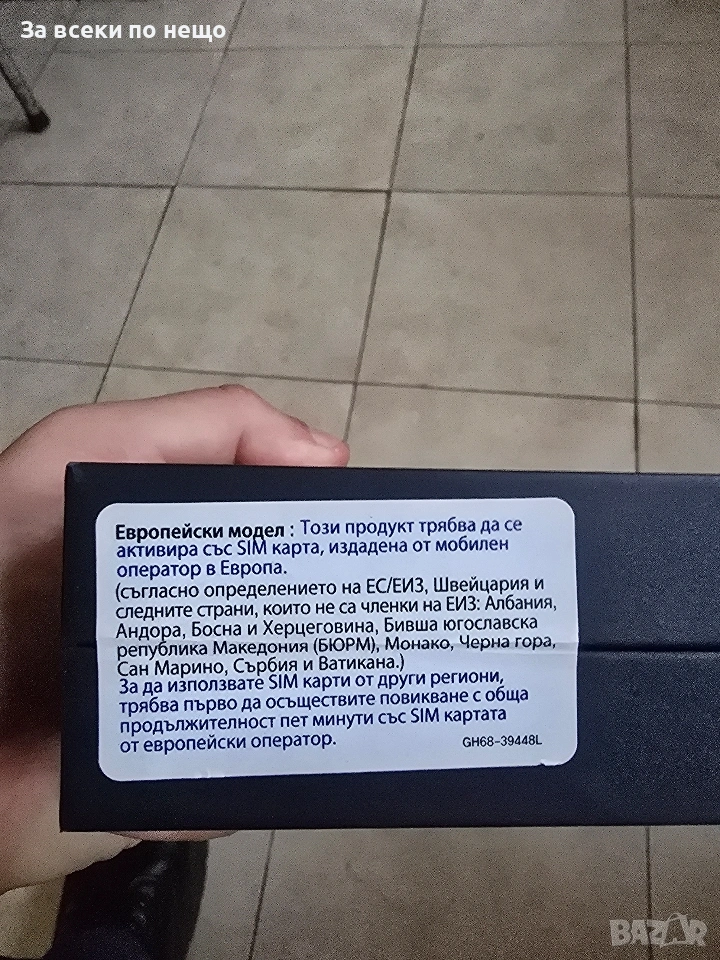 За всеки по нещо
Европейски модел : Този продукт трябва да се
активира със SIM карта, издадена от мобилен
оператор в Европа.
(съгласно определението на ЕС/ЕИЗ, Швейцария и
следните страни, които не са членки на ЕИЗ: Албания,
Андора, Босна и Херцеговина, Бивша югославска
република Македония (БЮРМ), Монако, Черна гора,
Сан Марино, Сърбия и Ватикана.)
За да използвате SIM карти от други региони,
трябва първо да осъществите повикване с обща
продължителност пет минути със SIM картата
от европейски оператор.
GH68-39448L
BAZAR